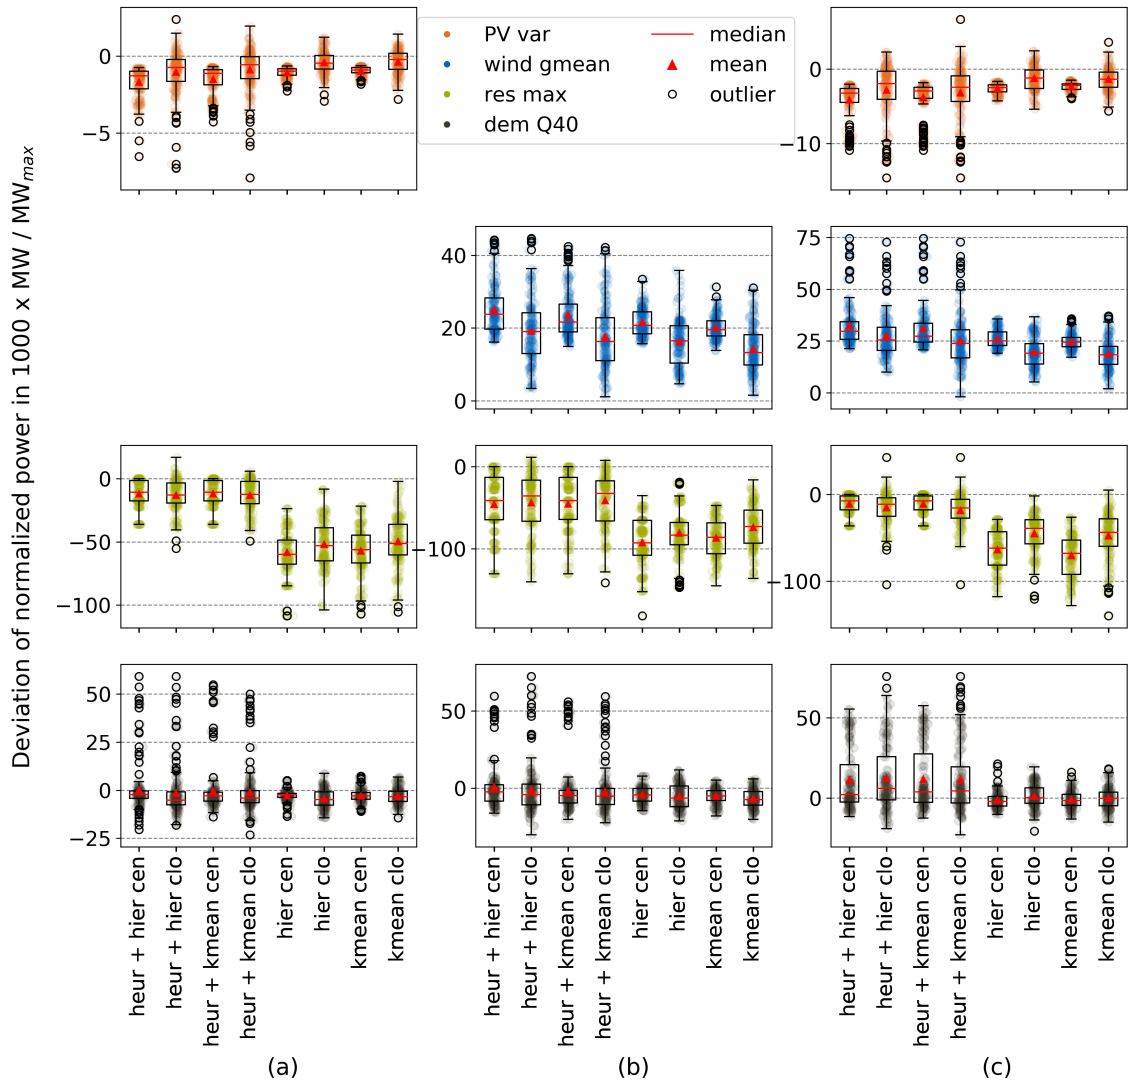 Deviation of normalized power in 1000 x MW / MW_max
PV var
wind gmean
res max
dem Q40
median
mean
outlier
0
−5
0
−10
40
20
0
75
50
25
0
0
−50
−100
0
−100
0
−100
50
25
0
−25
50
0
50
0
heur + hier cen
heur + hier clo
heur + kmean cen
heur + kmean clo
hier cen
hier clo
kmean cen
kmean clo
heur + hier cen
heur + hier clo
heur + kmean cen
heur + kmean clo
hier cen
hier clo
kmean cen
kmean clo
heur + hier cen
heur + hier clo
heur + kmean cen
heur + kmean clo
hier cen
hier clo
kmean cen
kmean clo
(a)
(b)
(c)